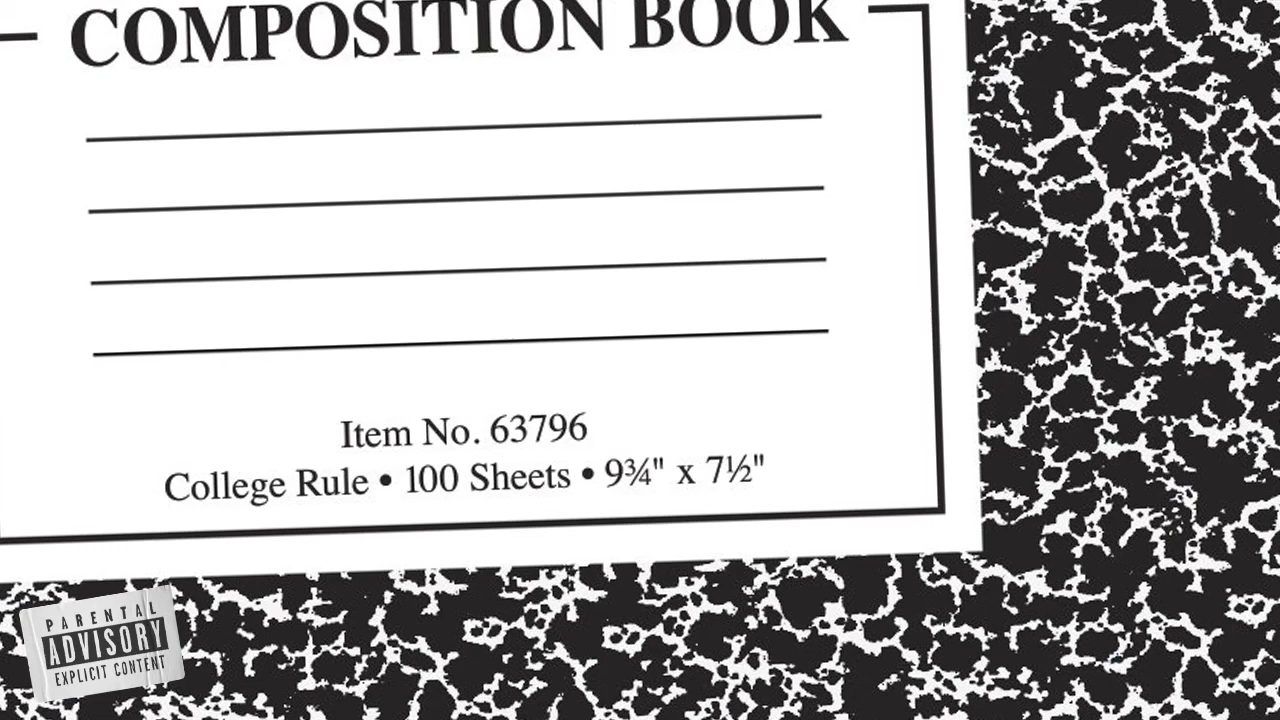 COMPOSITION BOOK
Item No. 63796
College Rule • 100 Sheets • 9¾" x 7½"
PARENTAL
ADVISORY
EXPLICIT CONTENT